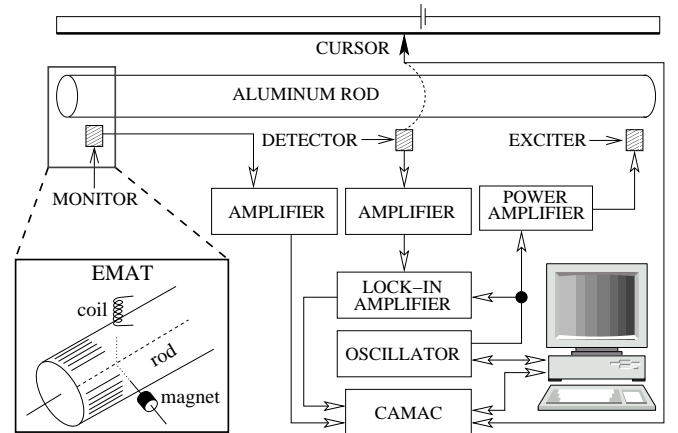 CURSOR
ALUMINUM ROD
DETECTOR
EXCITER
MONITOR
AMPLIFIER
AMPLIFIER
POWER
AMPLIFIER
EMAT
coil
rod
magnet
LOCK–IN
AMPLIFIER
OSCILLATOR
CAMAC